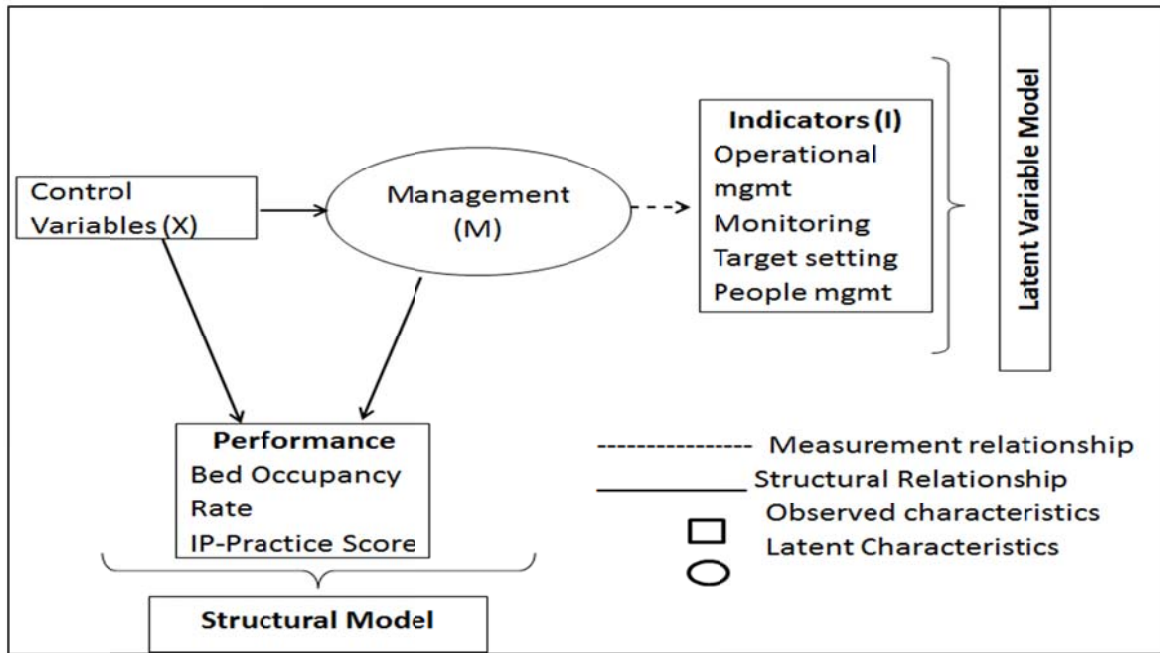 Control
Variables (X)
Management
(M)
Indicators (I)
Operational
mgmt
Monitoring
Target setting
People mgmt
Latent Variable Model
Performance
Bed Occupancy
Rate
IP-Practice Score
Structural Model
Measurement relationship
Structural Relationship
Observed characteristics
Latent Characteristics